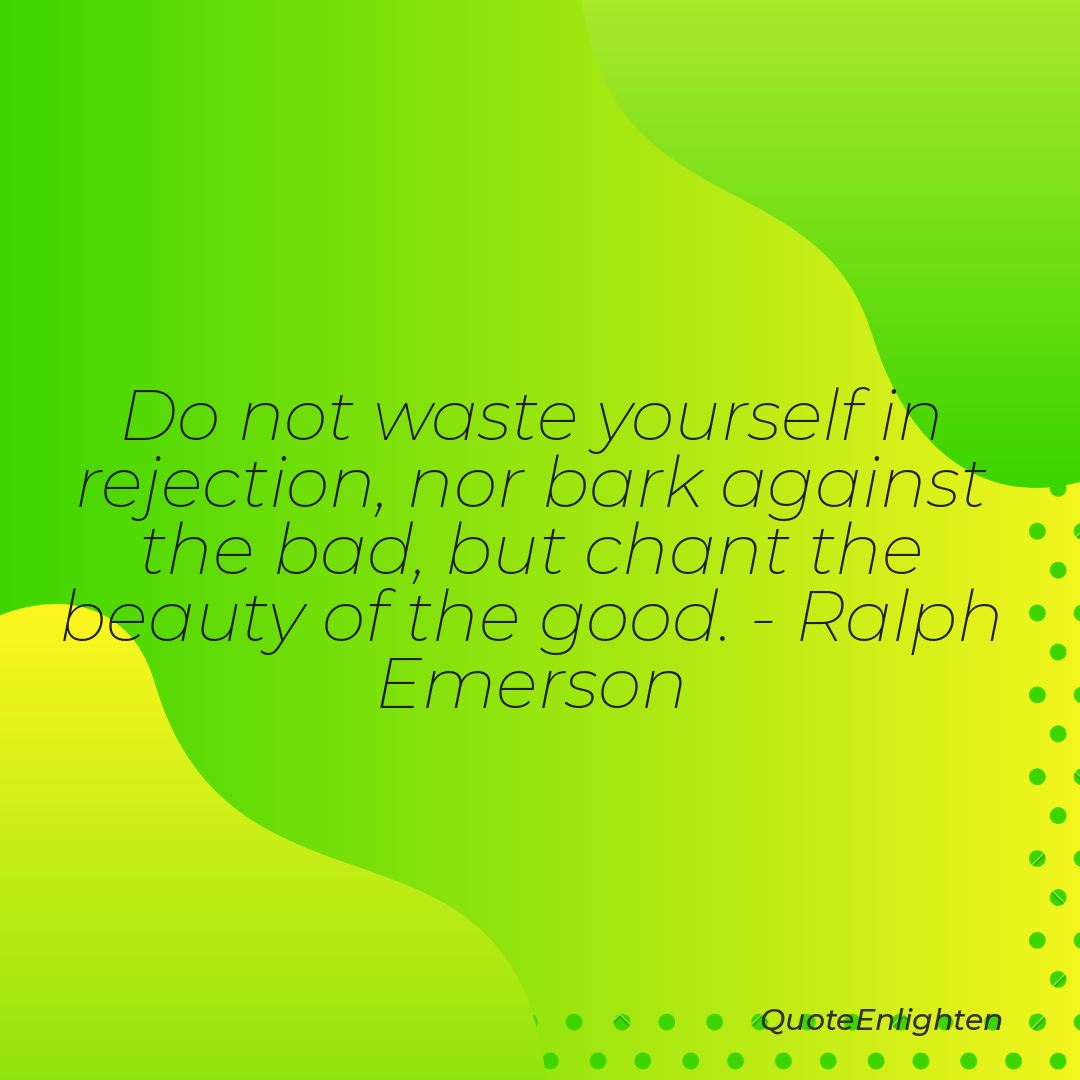 Do not waste yourself in
rejection, nor bark against
the bad, but chant the
beauty of the good. - Ralph
Emerson
QuoteEnlighten